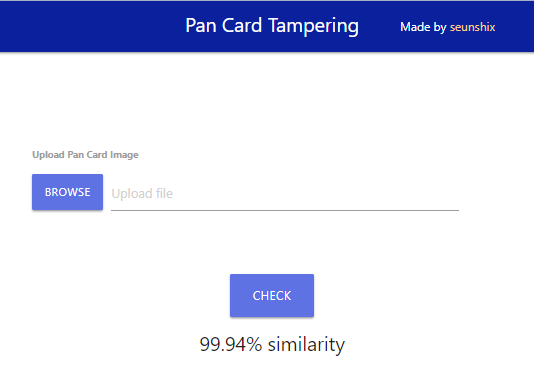 Pan Card Tampering
Made by seunshix
Upload Pan Card Image
BROWSE
Upload file
CHECK
99.94% similarity